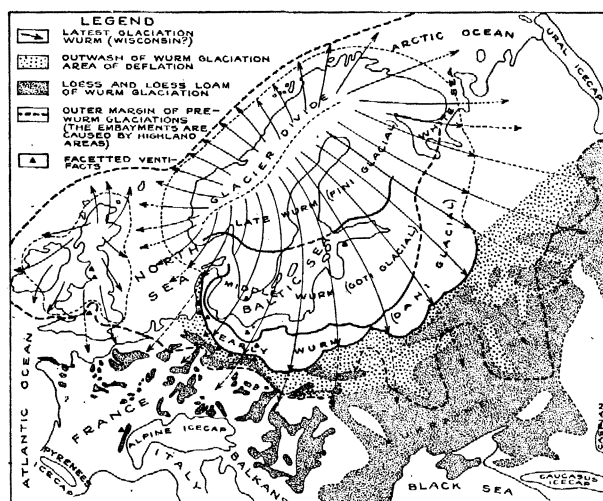 LEGEND
LATEST GLACIATION
WURM (WISCONSIN?)
OUTWASH OF WURM GLACIATION
AREA OF DEFLATION
LOESS AND LOESS LOAM
OF WURM GLACIATION
OUTER MARGIN OF PRE-
WURM GLACIATIONS
(THE EMBAYMENTS ARE
CAUSED BY HIGHLAND
AREAS)
FACETTED VENTI-
FACTS
ARCTIC OCEAN
URAL ICECAP
WHITE SEA
GLACIER DIVIDE
LATE WURM (FINI GLACIAL)
NORTH
SEA
BALTIC SEA
MIDDLE WURM (GOTI GLACIAL)
EARLY WURM (DANI GLACIAL)
ATLANTIC OCEAN
FRANCE
ALPINE ICECAP
PYRENEES
ICECAP
ITALY
BALKANS
BLACK SEA
CASPIAN
CAUCASUS
ICECAP